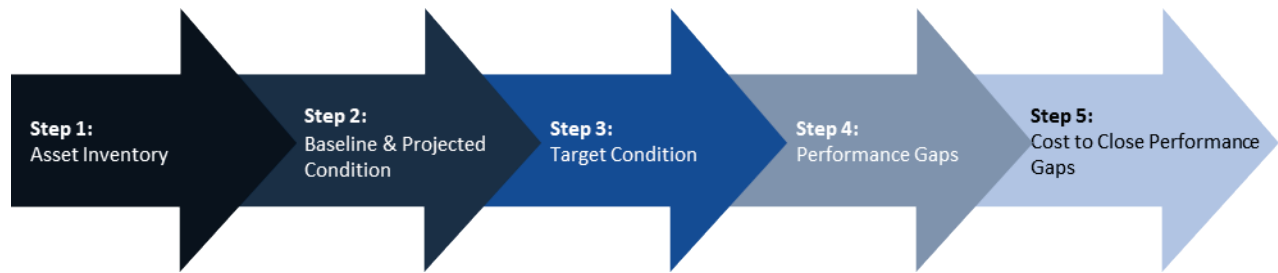 Step 1:
Asset Inventory
Step 2:
Baseline & Projected
Condition
Step 3:
Target Condition
Step 4:
Performance Gaps
Step 5:
Cost to Close Performance
Gaps